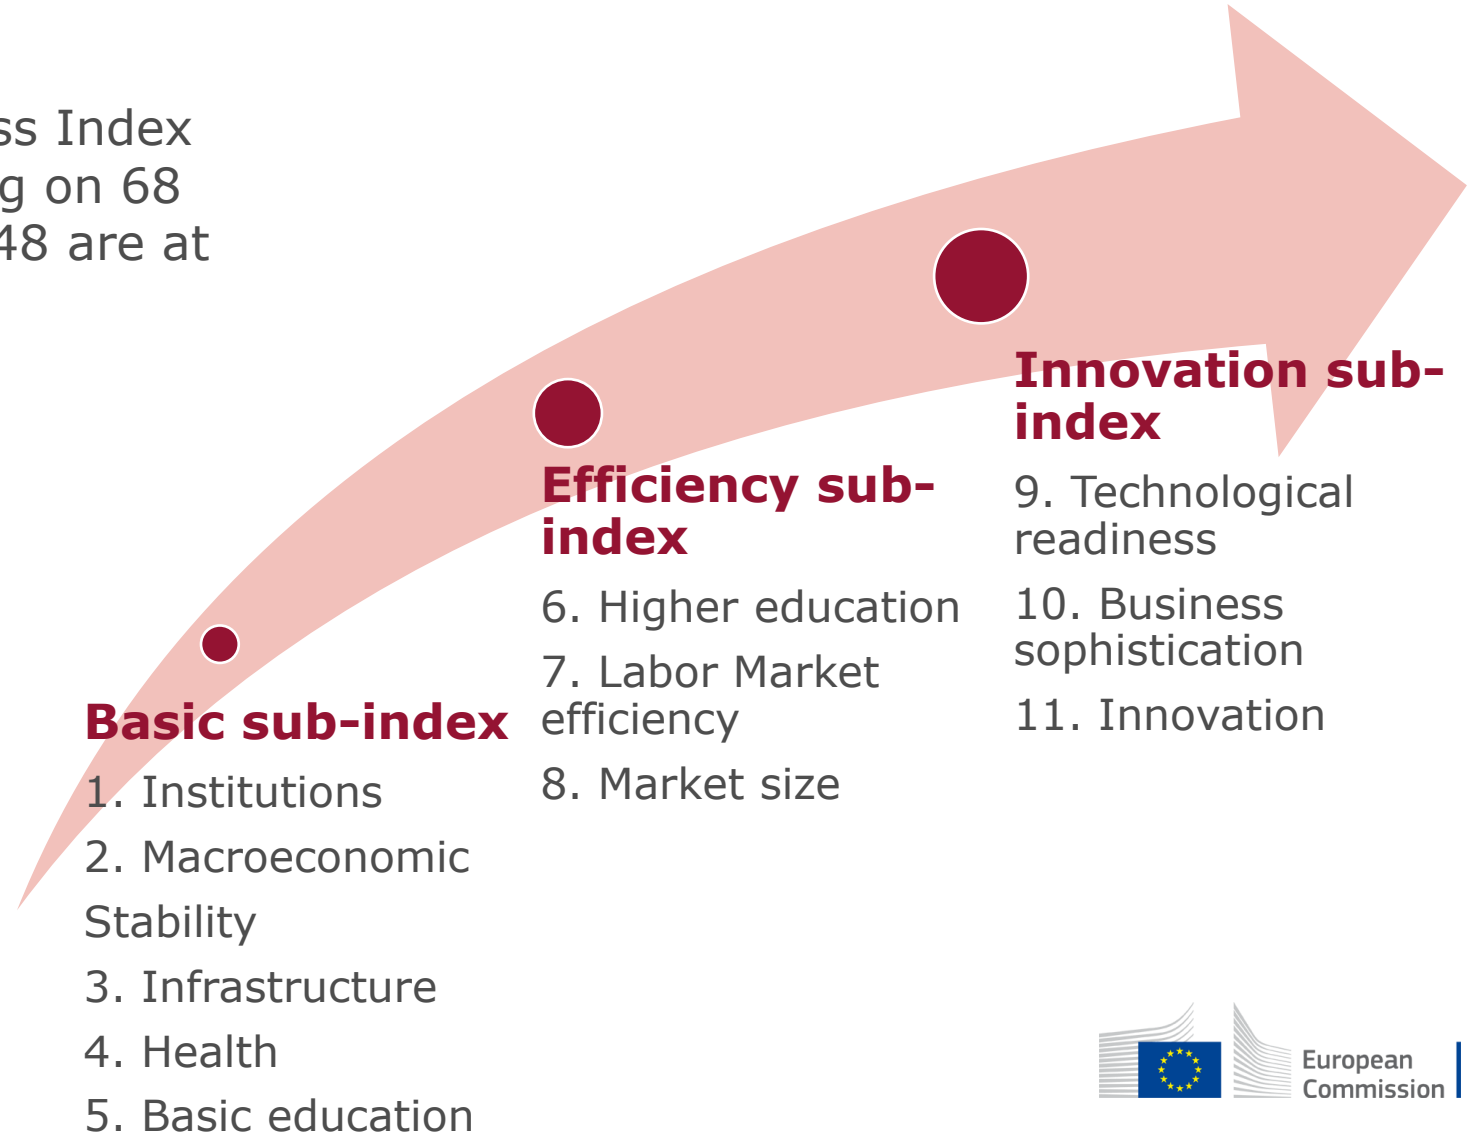 ss Index
g on 68
48 are at
Innovation sub-
index
9. Technological
readiness
10. Business
sophistication
11. Innovation
Efficiency sub-
index
6. Higher education
7. Labor Market
efficiency
8. Market size
Basic sub-index
1. Institutions
2. Macroeconomic
Stability
3. Infrastructure
4. Health
5. Basic education
European
Commission